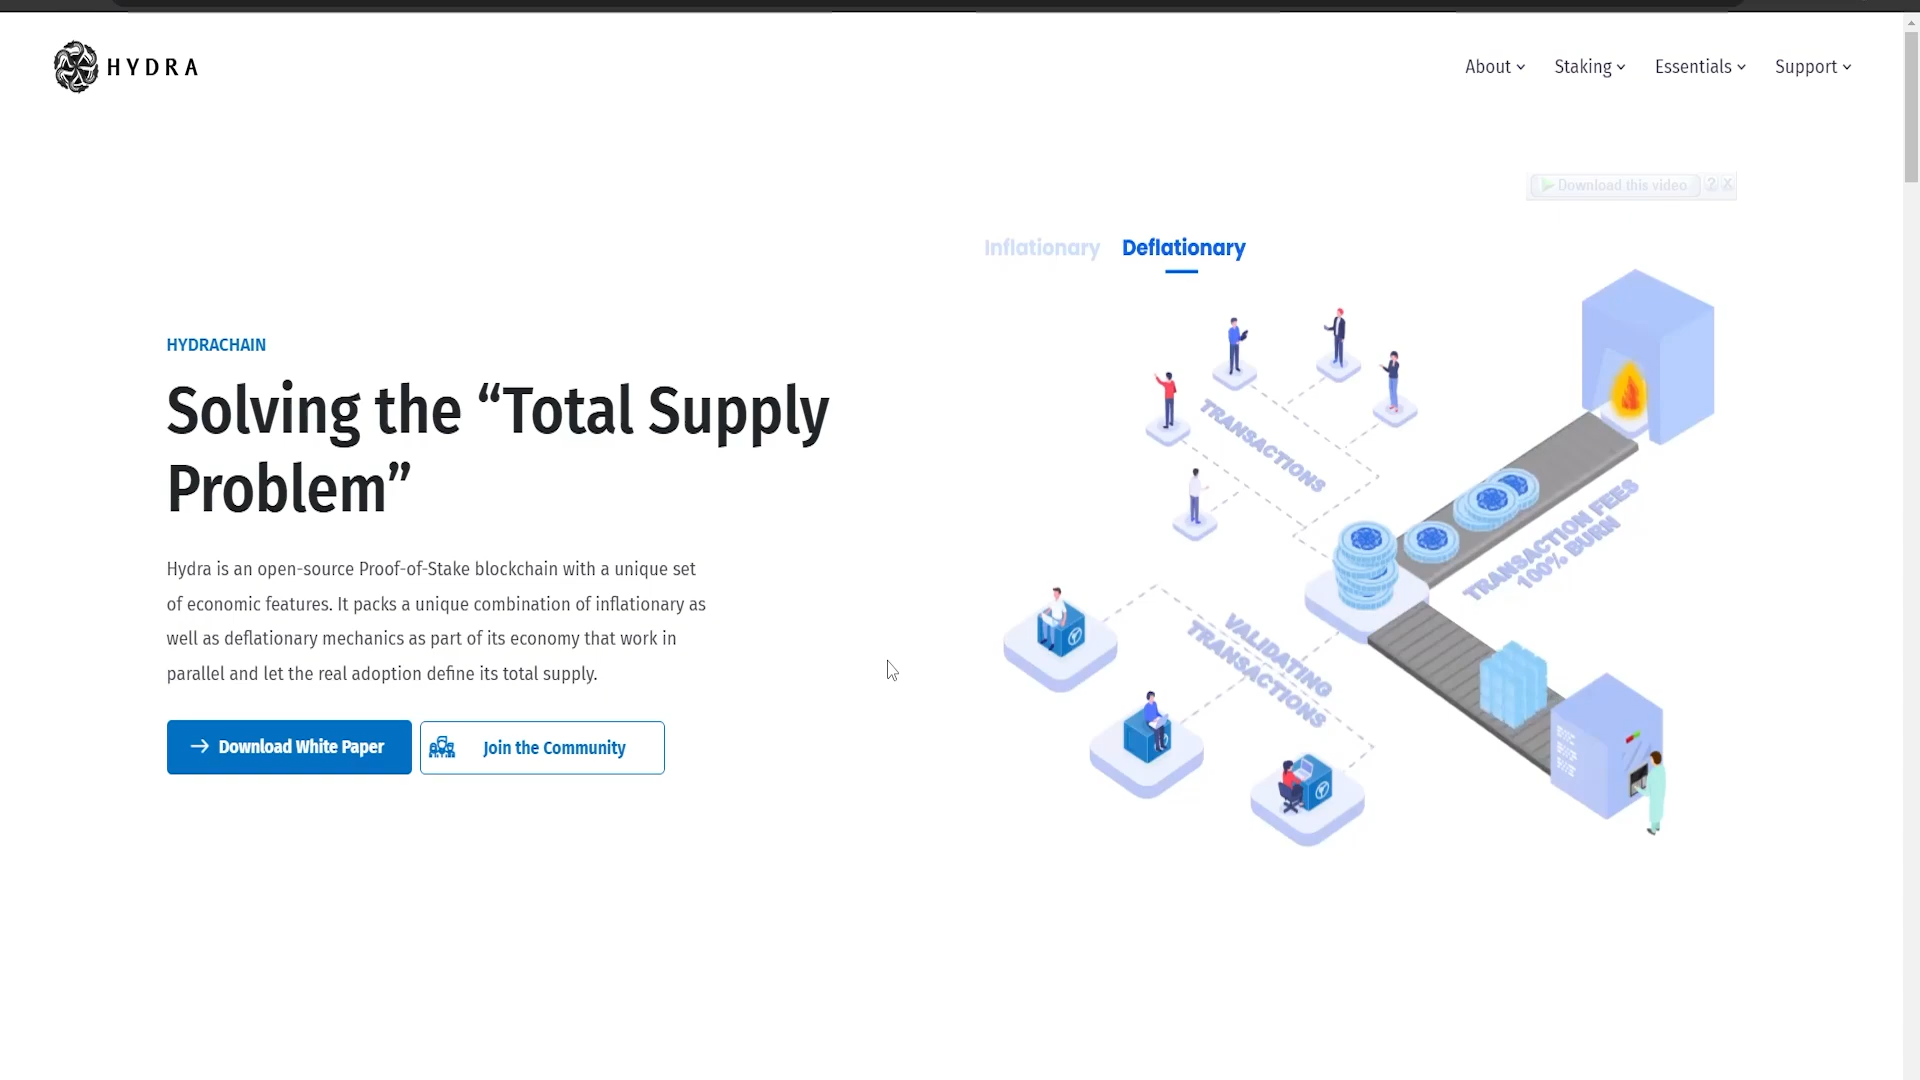 HYDRA
About
Staking
Essentials
Support
Download this video ? X
Inflationary Deflationary
HYDRACHAIN
Solving the “Total Supply
Problem”
Hydra is an open-source Proof-of-Stake blockchain with a unique set
of economic features. It packs a unique combination of inflationary as
well as deflationary mechanics as part of its economy that work in
parallel and let the real adoption define its total supply.
Download White Paper
Join the Community
TRANSACTIONS
TRANSACTION FEES
100% BURN
VALIDATING
TRANSACTIONS